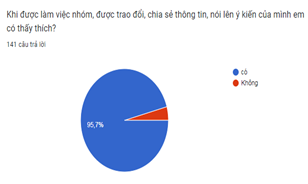 Khi được làm việc nhóm, được trao đổi, chia sẻ thông tin, nói lên ý kiến của mình em
có thấy thích?
141 câu trả lời
có
Không
95,7%